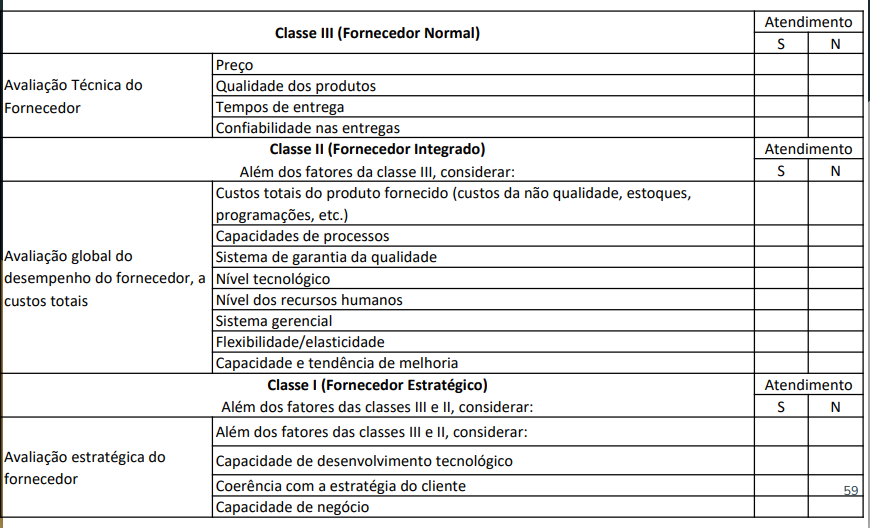 Classe III (Fornecedor Normal)
Atendimento
S N
Avaliação Técnica do
Fornecedor
Preço
Qualidade dos produtos
Tempos de entrega
Confiabilidade nas entregas
Classe II (Fornecedor Integrado)
Além dos fatores da classe III, considerar:
Atendimento
S N
Avaliação global do
desempenho do fornecedor, a
custos totais
Custos totais do produto fornecido (custos da não qualidade, estoques,
programações, etc.)
Capacidades de processos
Sistema de garantia da qualidade
Nível tecnológico
Nível dos recursos humanos
Sistema gerencial
Flexibilidade/elasticidade
Capacidade e tendência de melhoria
Classe I (Fornecedor Estratégico)
Além dos fatores das classes III e II, considerar:
Atendimento
S N
Avaliação estratégica do
fornecedor
Além dos fatores das classes III e II, considerar:
Capacidade de desenvolvimento tecnológico
Coerência com a estratégia do cliente
Capacidade de negócio
59